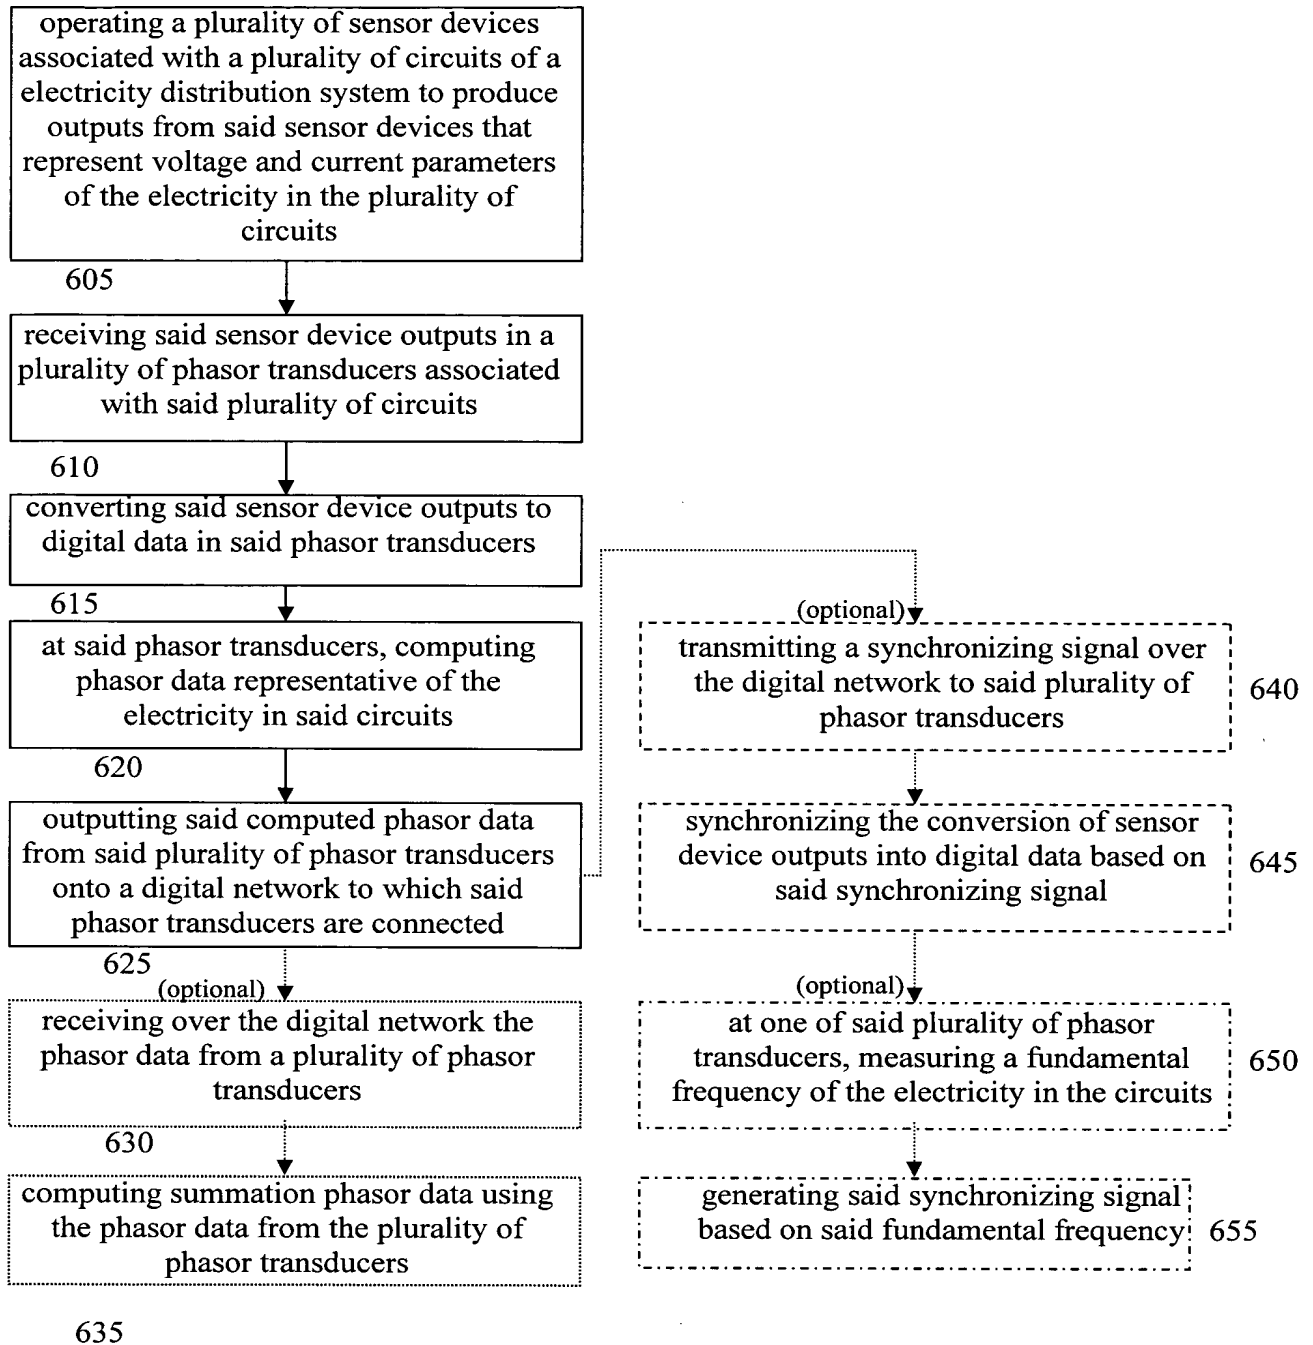 operating a plurality of sensor devices
associated with a plurality of circuits of a
electricity distribution system to produce
outputs from said sensor devices that
represent voltage and current parameters
of the electricity in the plurality of
circuits
605
receiving said sensor device outputs in a
plurality of phasor transducers associated
with said plurality of circuits
610
converting said sensor device outputs to
digital data in said phasor transducers
615
at said phasor transducers, computing
phasor data representative of the
electricity in said circuits
620
outputting said computed phasor data
from said plurality of phasor transducers
onto a digital network to which said
phasor transducers are connected
625
(optional)
receiving over the digital network the
phasor data from a plurality of phasor
transducers
630
computing summation phasor data using
the phasor data from the plurality of
phasor transducers
635
(optional)
transmitting a synchronizing signal over
the digital network to said plurality of
phasor transducers
640
synchronizing the conversion of sensor
device outputs into digital data based on
said synchronizing signal
645
(optional)
at one of said plurality of phasor
transducers, measuring a fundamental
frequency of the electricity in the circuits
650
generating said synchronizing signal
based on said fundamental frequency
655